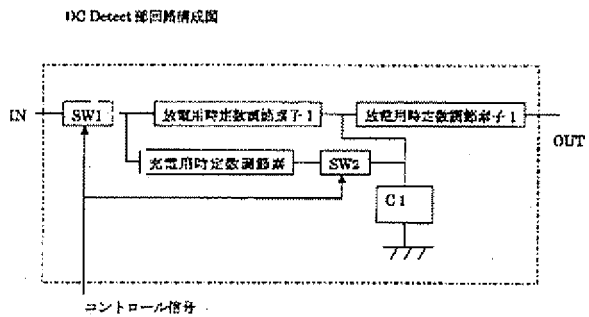 DC Detect 部回路構成図
IN
SW1
放電用時定数調節素子1
放電用時定数調節素子1
OUT
充電用時定数調節素
SW2
C1
コントロール信号